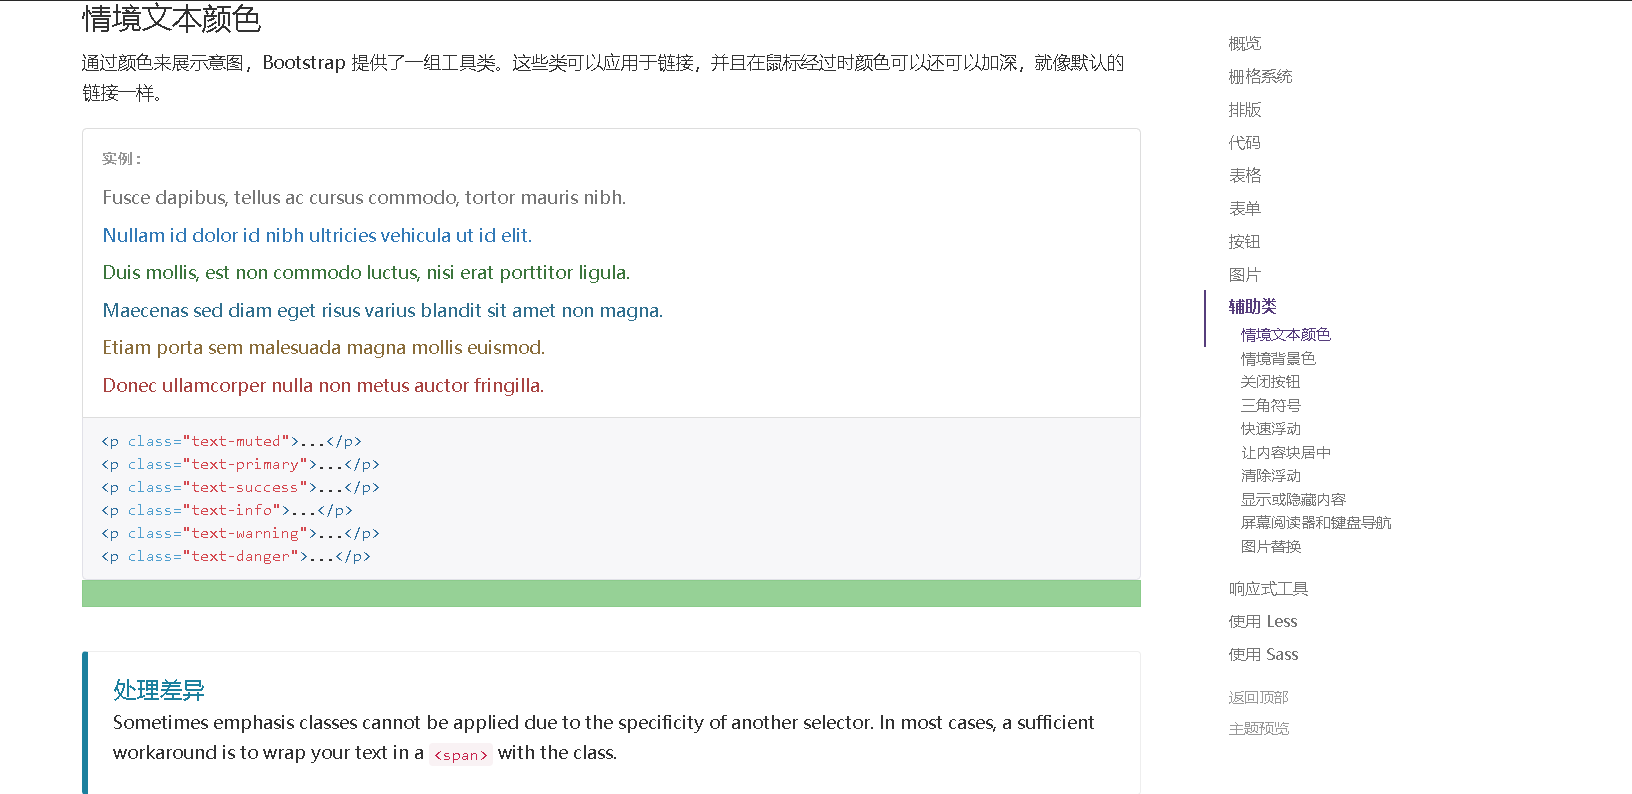 情境文本颜色
通过颜色来展示意图，Bootstrap 提供了一组工具类。这些类可以应用于链接，并且在鼠标经过时颜色可以还可以加深，就像默认的
链接一样。
实例：
Fusce dapibus, tellus ac cursus commodo, tortor mauris nibh.
Nullam id dolor id nibh ultricies vehicula ut id elit.
Duis mollis, est non commodo luctus, nisi erat porttitor ligula.
Maecenas sed diam eget risus varius blandit sit amet non magna.
Etiam porta sem malesuada magna mollis euismod.
Donec ullamcorper nulla non metus auctor fringilla.
<p class="text-muted">...</p>
<p class="text-primary">...</p>
<p class="text-success">...</p>
<p class="text-info">...</p>
<p class="text-warning">...</p>
<p class="text-danger">...</p>
处理差异
Sometimes emphasis classes cannot be applied due to the specificity of another selector. In most cases, a sufficient
workaround is to wrap your text in a <span> with the class.
概览
栅格系统
排版
代码
表格
表单
按钮
图片
辅助类
情境文本颜色
情境背景色
关闭按钮
三角符号
快速浮动
让内容块居中
清除浮动
显示或隐藏内容
屏幕阅读器和键盘导航
图片替换
响应式工具
使用 Less
使用 Sass
返回顶部
主题预览